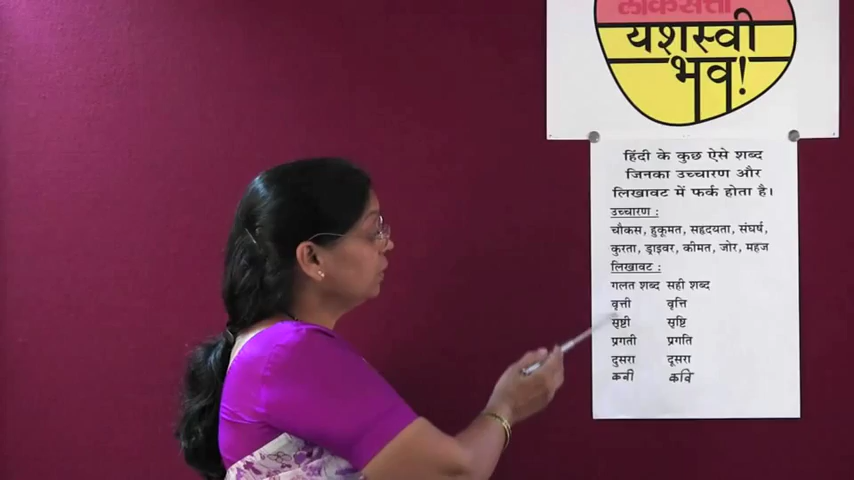 लोकसत्ता
यशस्वी
भव!
हिंदी के कुछ ऐसे शब्द
जिनका उच्चारण और
लिखावट में फर्क होता है।
उच्चारण :
चौकस, हुकूमत, सहृदयता, संघर्ष,
कुरता, ड्राइवर, कीमत, जोर, महज
लिखावट :
गलत शब्द सही शब्द
वृत्ती वृत्ति
सृष्टी सृष्टि
प्रगती प्रगति
दुसरा दूसरा
कवी कवि